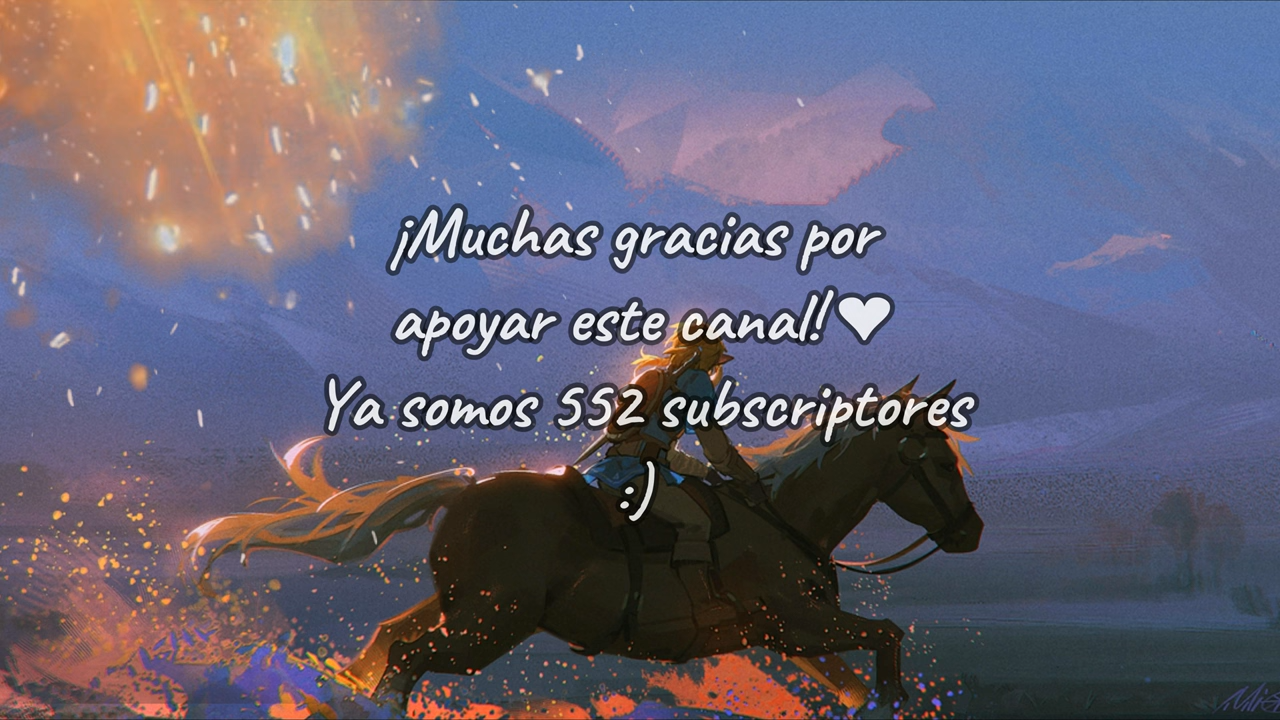 ¡Muchas gracias por
apoyar este canal!♥
Ya somos 552 subscriptores
:)